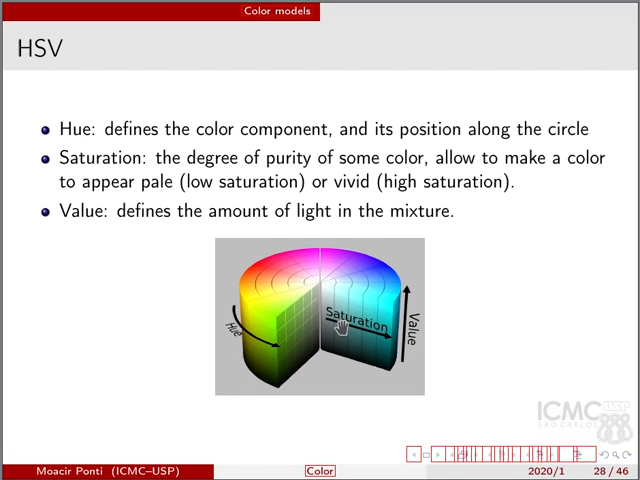 Color models
HSV
Hue: defines the color component, and its position along the circle
Saturation: the degree of purity of some color, allow to make a color
to appear pale (low saturation) or vivid (high saturation).
Value: defines the amount of light in the mixture.
Hue
Saturation
Value
ICMC USP
SÃO CARLOS
Moacir Ponti (ICMC–USP)
Color
2020/1
28 / 46